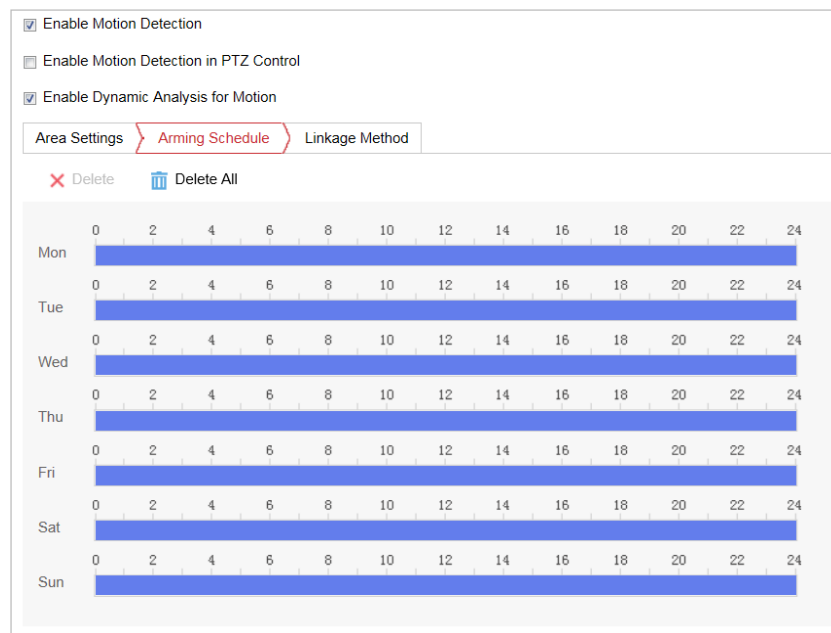 Enable Motion Detection
Enable Motion Detection in PTZ Control
Enable Dynamic Analysis for Motion
Area Settings Arming Schedule Linkage Method
Delete Delete All
0 2 4 6 8 10 12 14 16 18 20 22 24
Mon
0 2 4 6 8 10 12 14 16 18 20 22 24
Tue
0 2 4 6 8 10 12 14 16 18 20 22 24
Wed
0 2 4 6 8 10 12 14 16 18 20 22 24
Thu
0 2 4 6 8 10 12 14 16 18 20 22 24
Fri
0 2 4 6 8 10 12 14 16 18 20 22 24
Sat
0 2 4 6 8 10 12 14 16 18 20 22 24
Sun